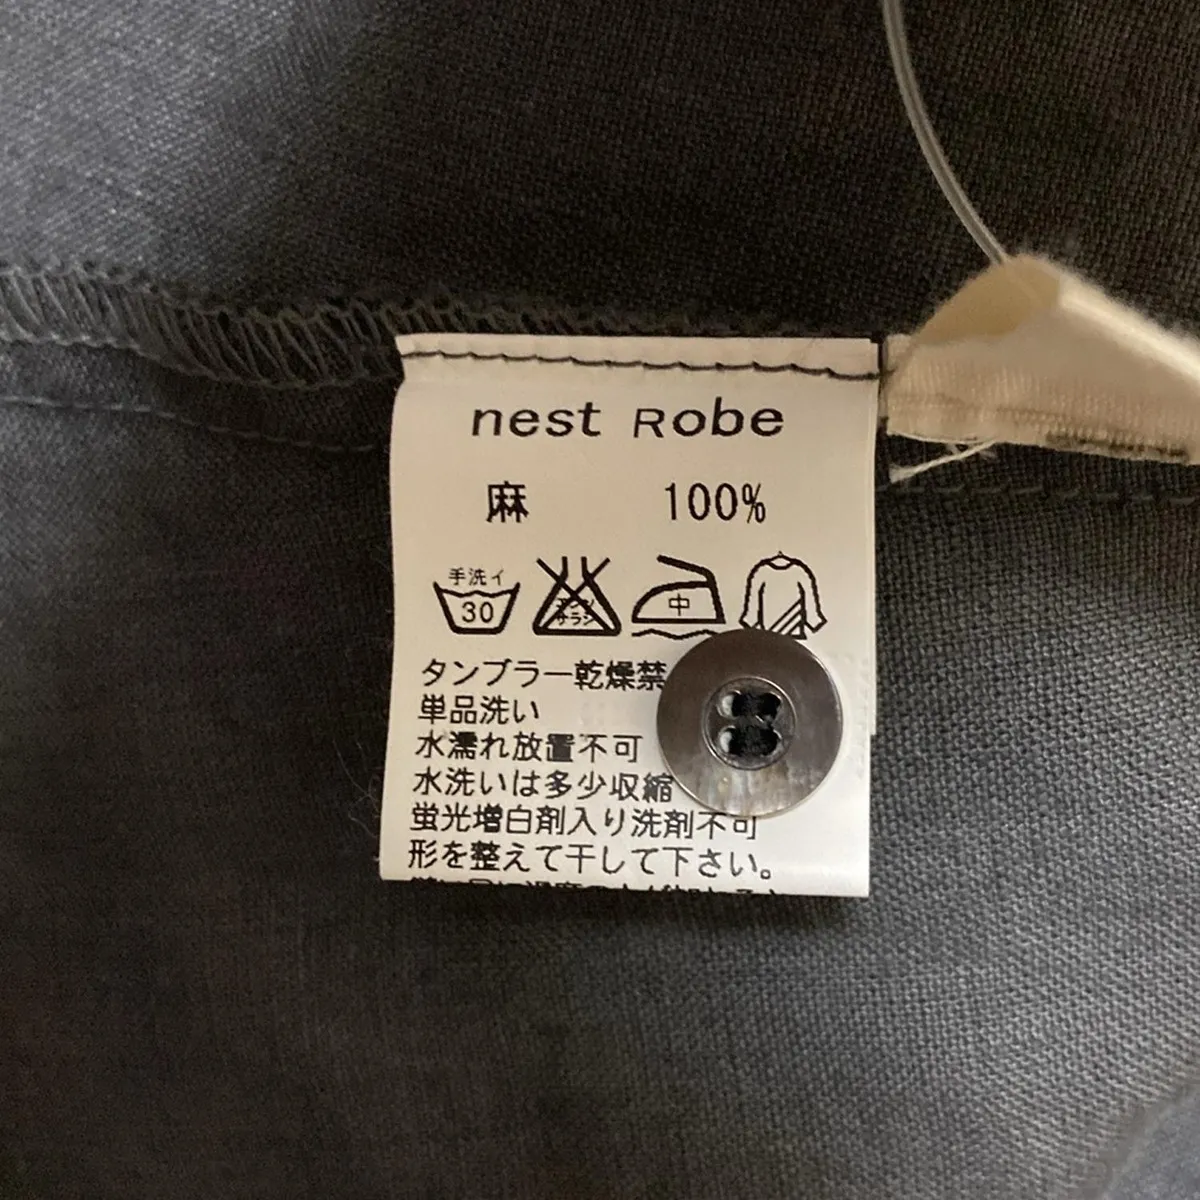 nest Robe
麻 100%
手洗イ
30
中
タンブラー乾燥禁
単品洗い
水濡れ放置不可
水洗いは多少収縮
蛍光増白剤入り洗剤不可
形を整えて干して下さい。